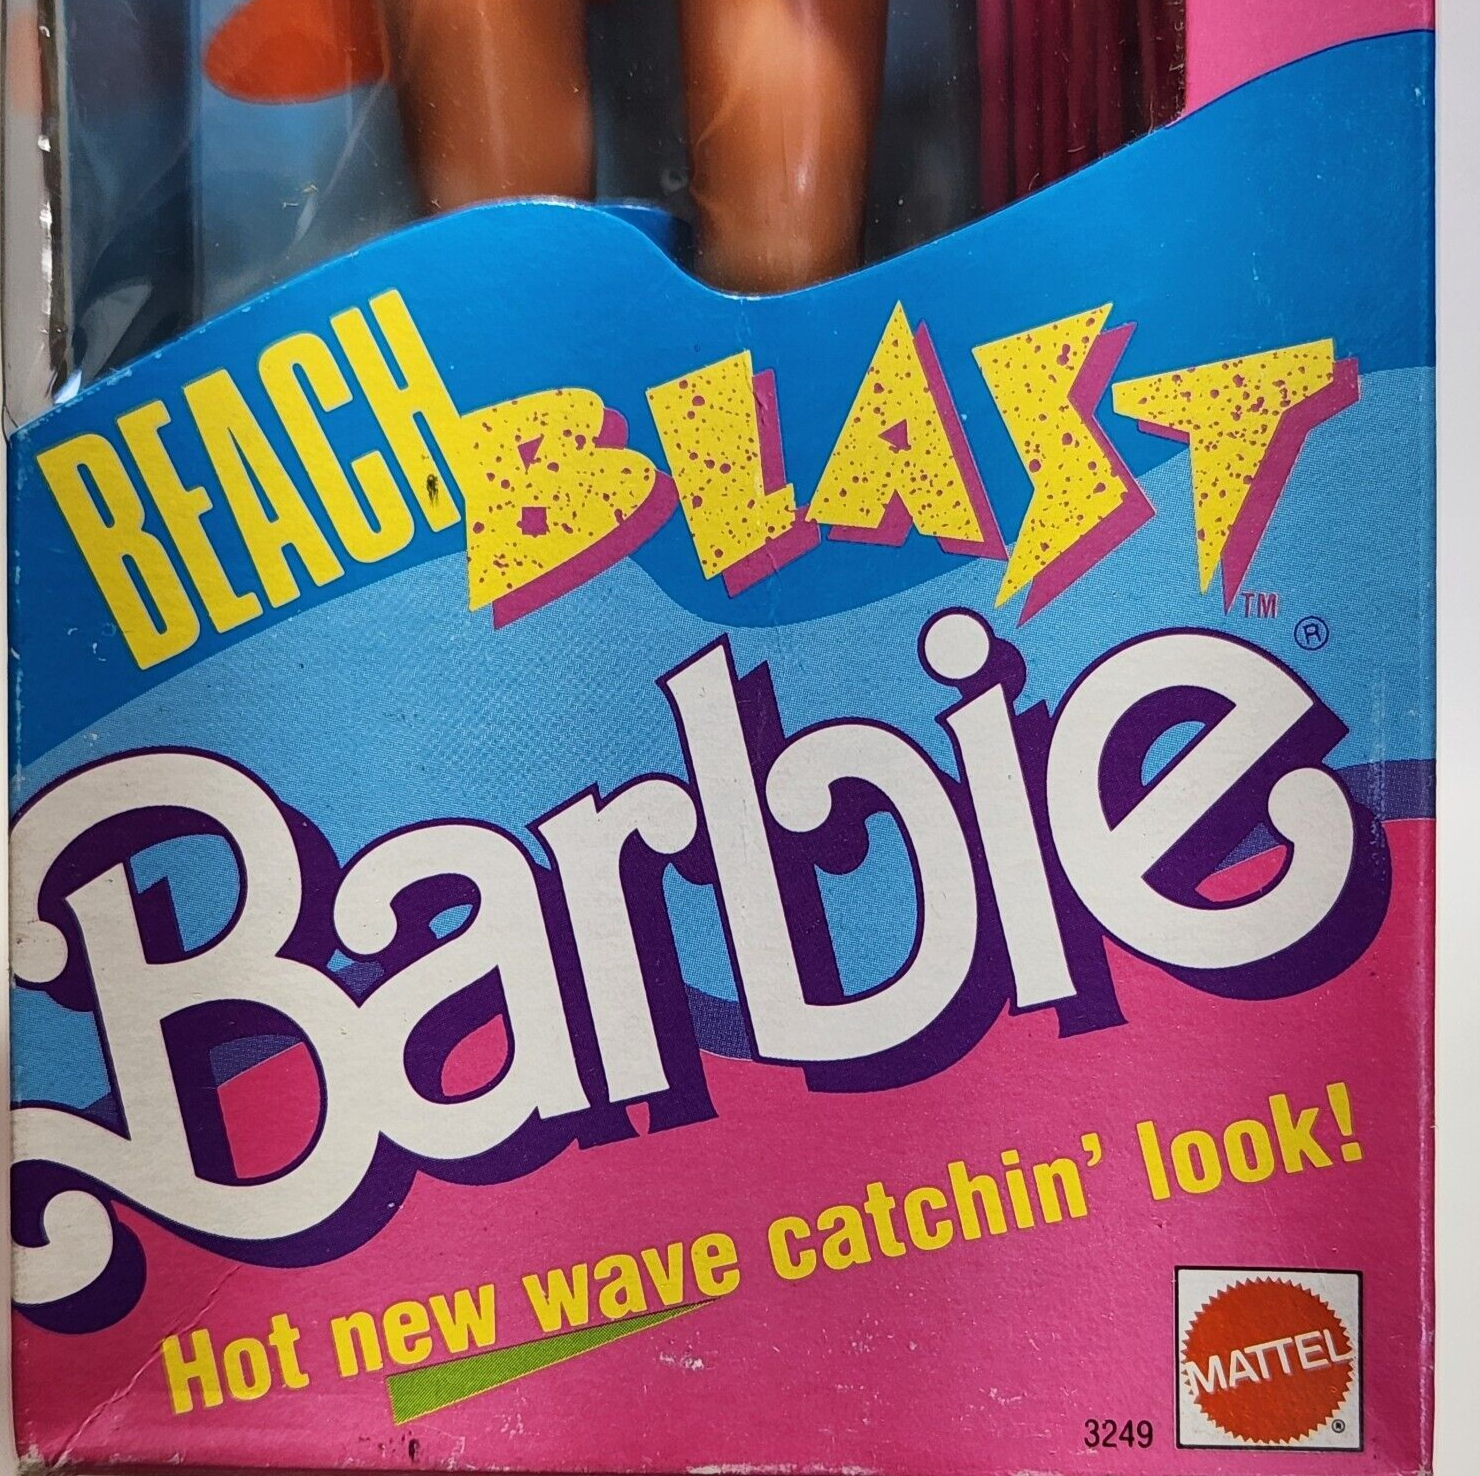 BEACH BLAST™
Barbie®
Hot new wave catchin' look!
3249
MATTEL®